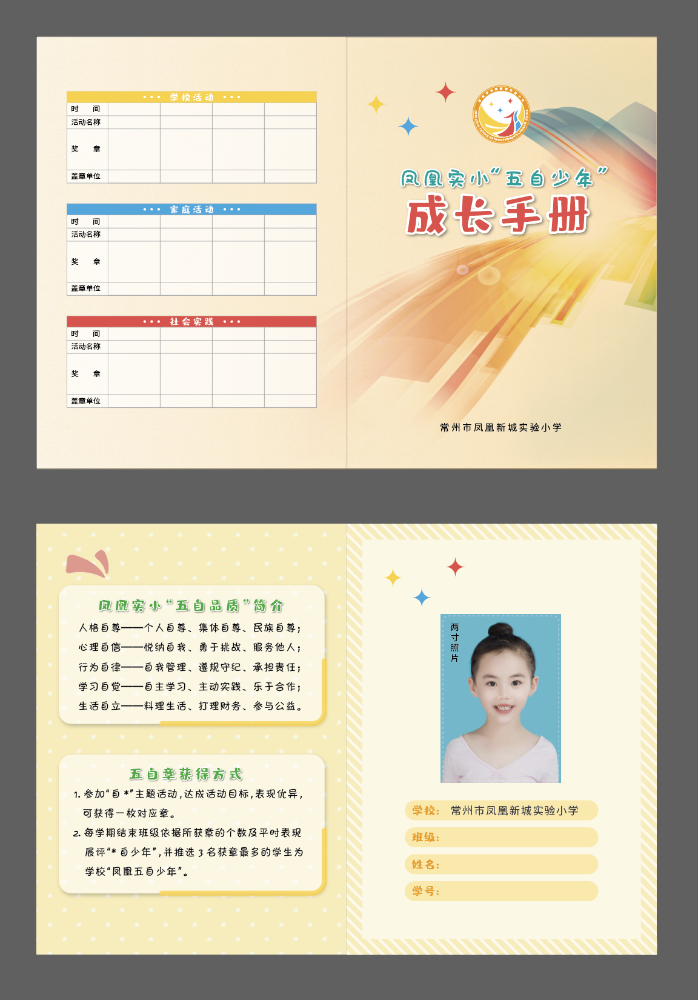 ••• 学校活动 •••
时 间
活动名称
奖 章
盖章单位
••• 家庭活动 •••
时 间
活动名称
奖 章
盖章单位
••• 社会实践 •••
时 间
活动名称
奖 章
盖章单位
凤凰实小“五自少年”
成长手册
常州市凤凰新城实验小学
凤凰实小“五自品质”简介
人格自尊——个人自尊、集体自尊、民族自尊；
心理自信——悦纳自我、勇于挑战、服务他人；
行为自律——自我管理、遵规守纪、承担责任；
学习自觉——自主学习、主动实践、乐于合作；
生活自立——料理生活、打理财务、参与公益。
五自章获得方式
1. 参加“自 *”主题活动，达成活动目标，表现优异，
可获得一枚对应章。
2. 每学期结束班级依据所获章的个数及平时表现
展评“* 自少年”，并推选 3 名获章最多的学生为
学校“凤凰五自少年”。
两寸照片
学校： 常州市凤凰新城实验小学
班级：
姓名：
学号：